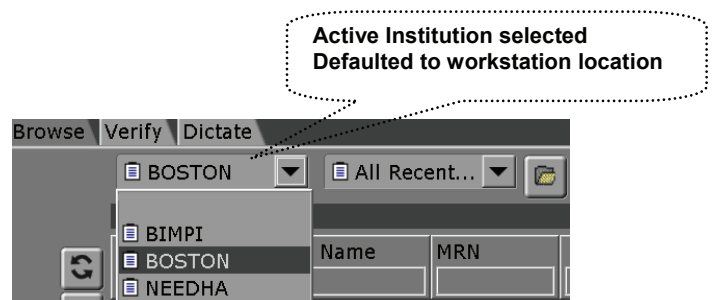 Active Institution selected
Defaulted to workstation location
Browse Verify Dictate
BOSTON All Recent...
BIMPI
BOSTON Name MRN
NEEDHA